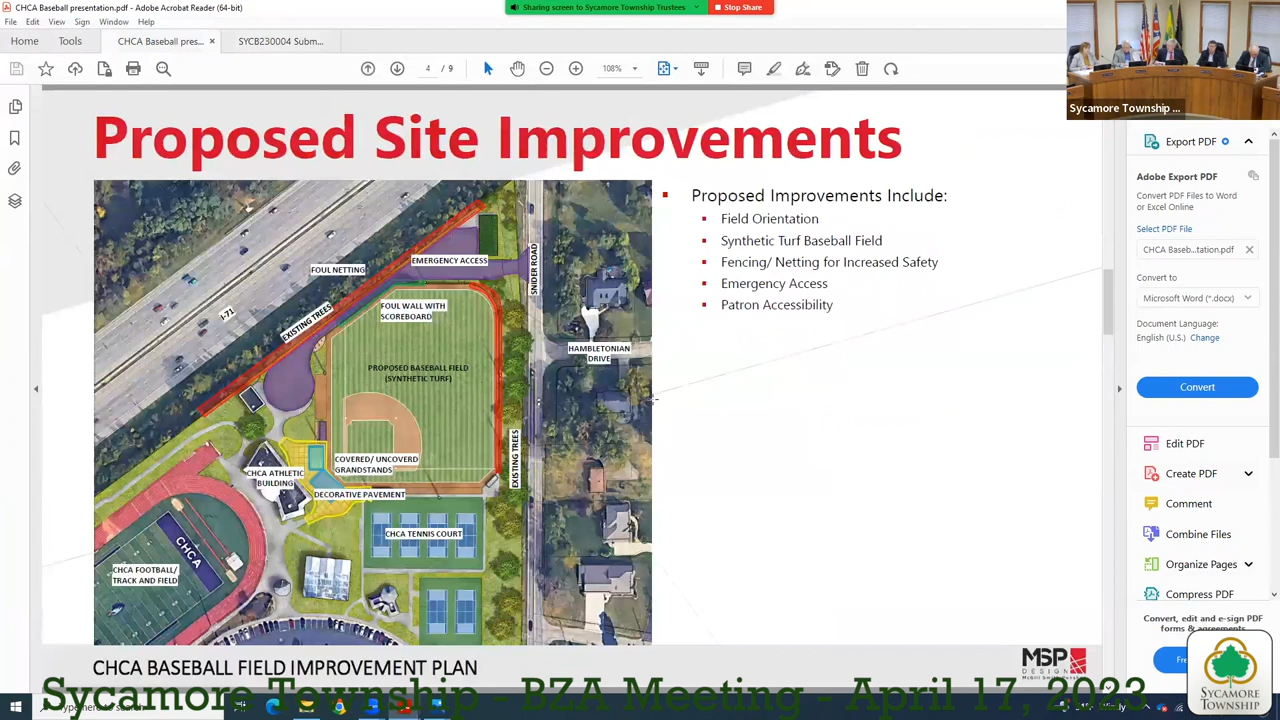 CHCA Baseball presentation.pdf - Adobe Acrobat Reader (64-bit)
Sharing screen to Sycamore Township Trustees
Stop Share
File Edit View Sign Window Help
Home Tools CHCA Baseball pres... × SYCB230004 Subm...
4 / 9 108%
Sycamore Township ...
Proposed Site Improvements
Proposed Improvements Include:
Field Orientation
Synthetic Turf Baseball Field
Fencing/ Netting for Increased Safety
Emergency Access
Patron Accessibility
EMERGENCY ACCESS
FOUL NETTING
SNIDER ROAD
I-71
EXISTING TREES
FOUL WALL WITH
SCOREBOARD
HAMBLETONIAN
DRIVE
PROPOSED BASEBALL FIELD
(SYNTHETIC TURF)
EXISTING TREES
COVERED/ UNCOVERD
GRANDSTANDS
CHCA ATHLETIC
BUILDING
DECORATIVE PAVEMENT
CHCA TENNIS COURT
CHCA
CHCA FOOTBALL/
TRACK AND FIELD
CHCA BASEBALL FIELD IMPROVEMENT PLAN
MSP
DESIGN
Export PDF
Adobe Export PDF
Convert PDF Files to Word
or Excel Online
Select PDF File
CHCA Baseb...tation.pdf
Convert to
Microsoft Word (*.docx)
Document Language:
English (U.S.) Change
Convert
Edit PDF
Create PDF
Comment
Combine Files
Organize Pages
Compress PDF
Convert, edit and e-sign PDF
forms & agreements
Sycamore Township - BZA Meeting - April 17, 2023
SYCAMORE
TOWNSHIP